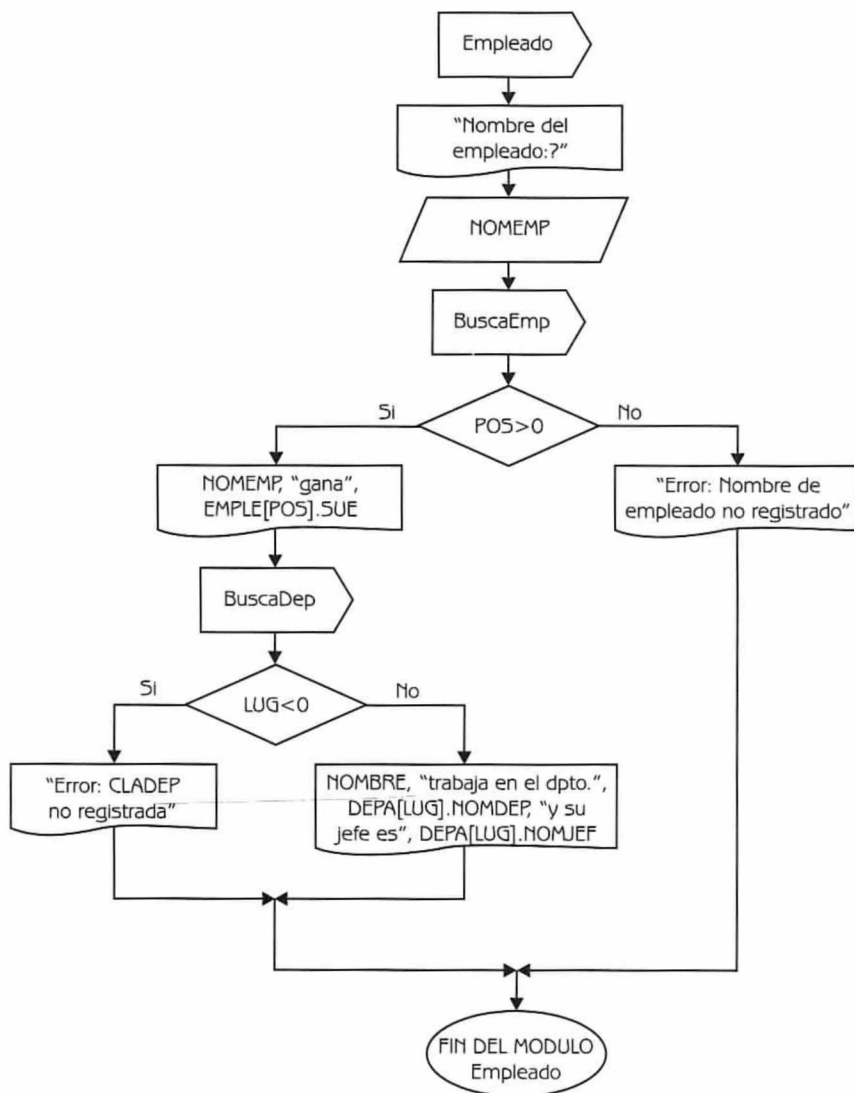 Empleado
"Nombre del
empleado:?"
NOMEMP
BuscaEmp
POS>0
Si
No
NOMEMP, "gana",
EMPLE[POS].SUE
"Error: Nombre de
empleado no registrado"
BuscaDep
LUG<0
Si
No
"Error: CLADEP
no registrada"
NOMBRE, "trabaja en el dpto.",
DEPA[LUG].NOMDEP, "y su
jefe es", DEPA[LUG].NOMJEF
FIN DEL MODULO
Empleado